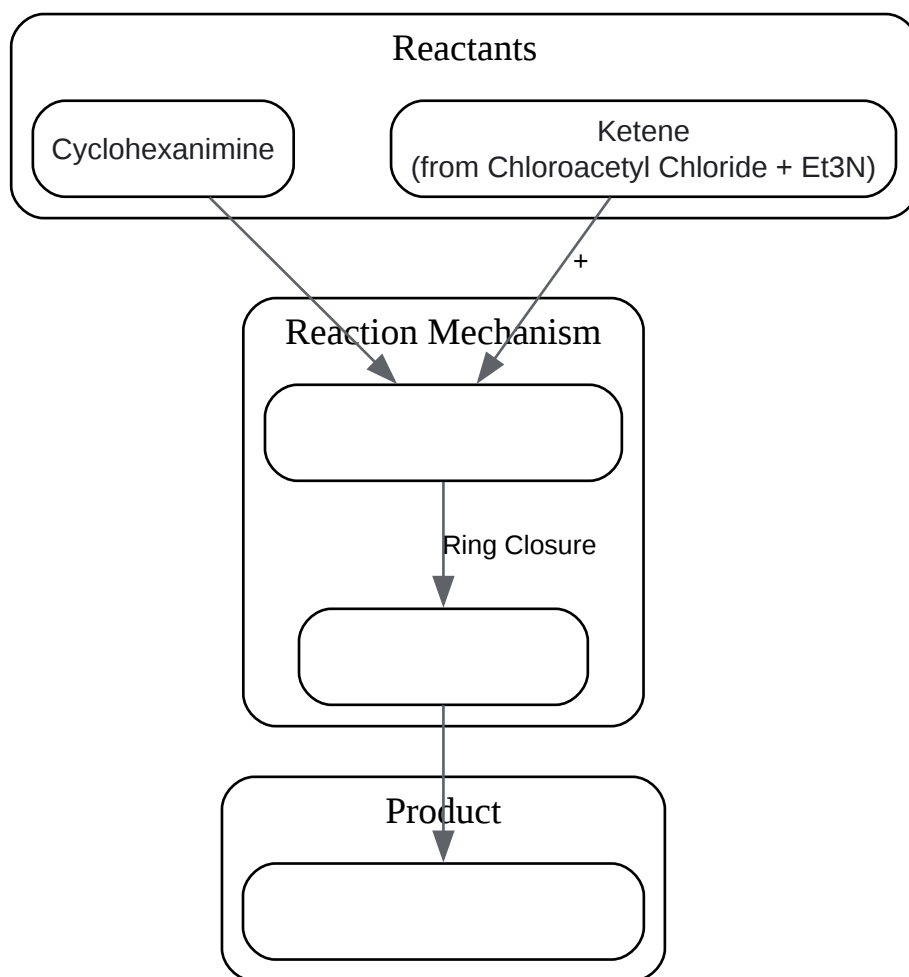 Reactants
Cyclohexanimine
Ketene
(from Chloroacetyl Chloride + Et3N)
+
Reaction Mechanism
Ring Closure
Product